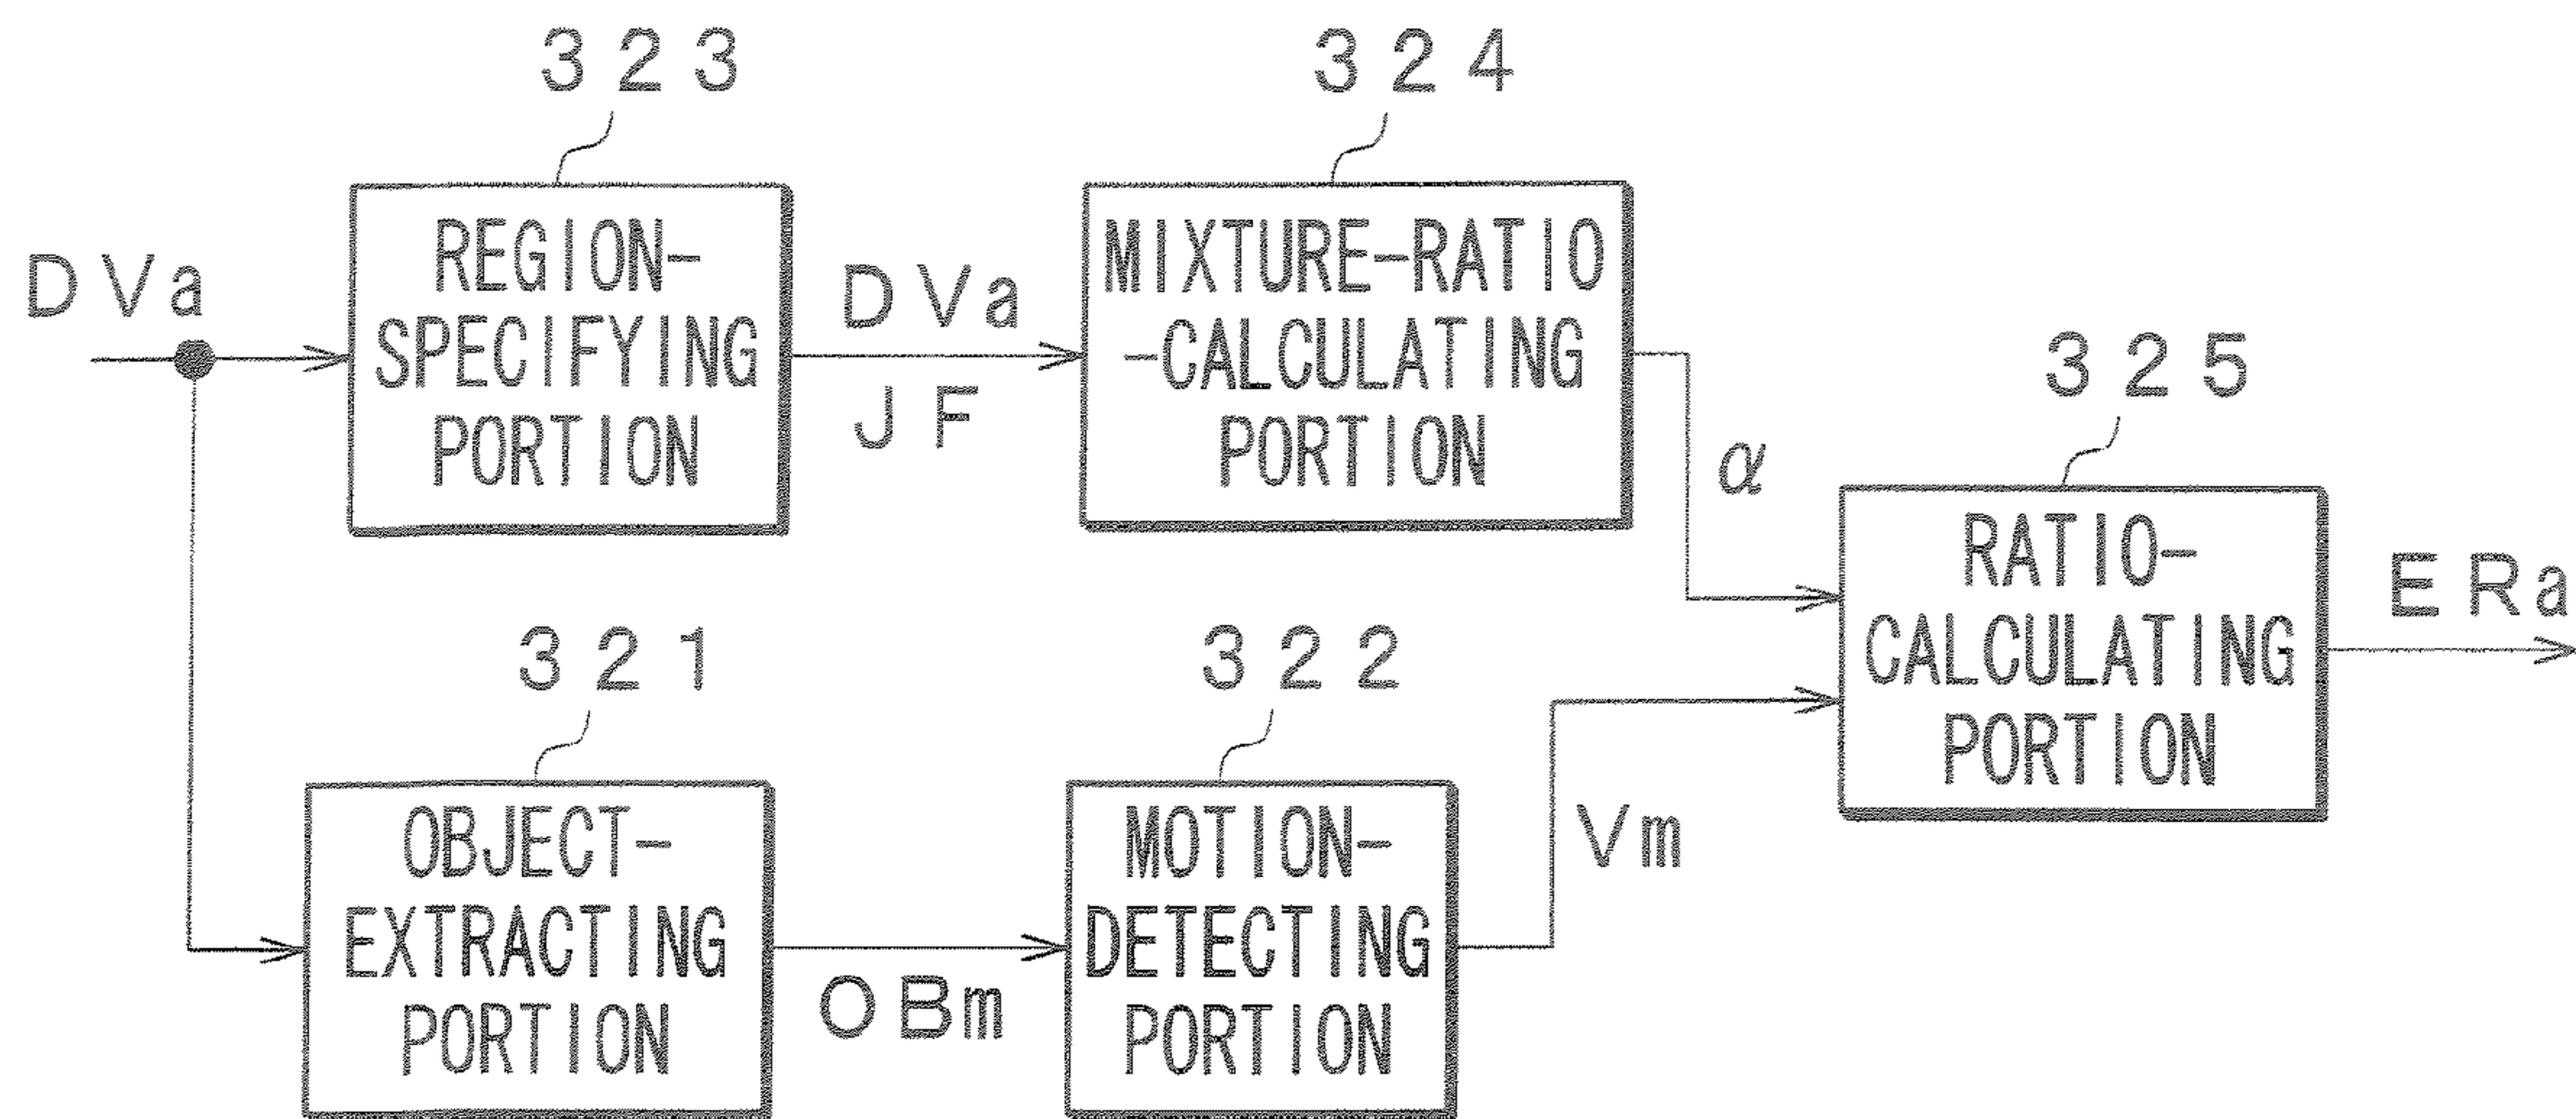 323
324
REGION-
SPECIFYING
PORTION
MIXTURE-RATIO
-CALCULATING
PORTION
DVa
DVa
JF
325
α
RATIO-
CALCULATING
PORTION
ERa
321
322
OBJECT-
EXTRACTING
PORTION
MOTION-
DETECTING
PORTION
OBm
Vm